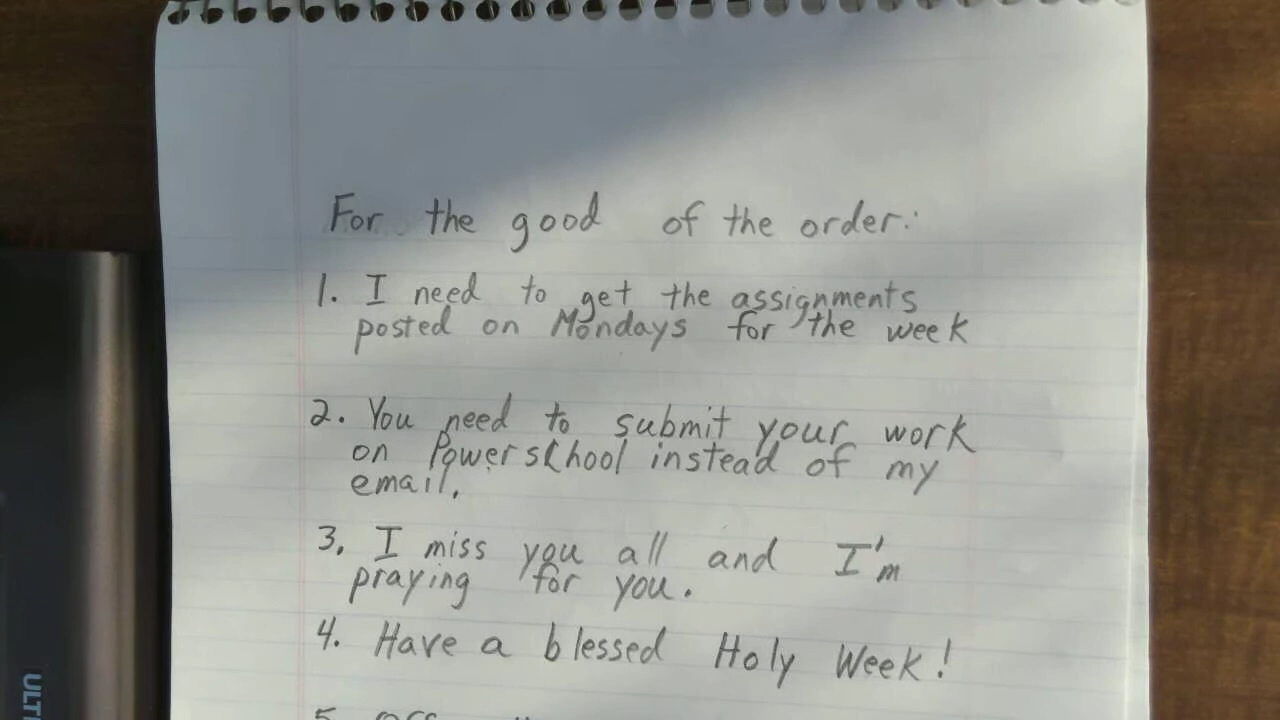 For the good of the order:
1. I need to get the assignments
posted on Mondays for the week
2. You need to submit your work
on Powerschool instead of my
email.
3. I miss you all and I'm
praying for you.
4. Have a blessed Holy Week!
5.